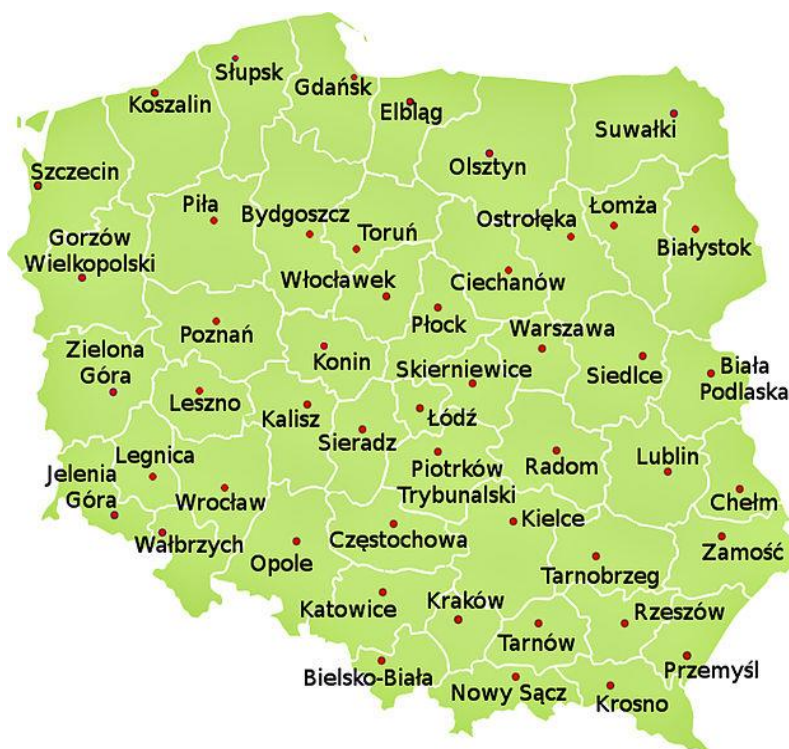 Słupsk
Gdańsk
Koszalin
Elbląg
Suwałki
Olsztyn
Szczecin
Piła
Łomża
Bydgoszcz
Toruń
Ostrołęka
Białystok
Gorzów
Wielkopolski
Włocławek
Ciechanów
Płock
Poznań
Warszawa
Zielona
Góra
Konin
Skierniewice
Siedlce
Biała
Podlaska
Leszno
Kalisz
Łódź
Sieradz
Legnica
Piotrków
Trybunalski
Radom
Lublin
Jelenia
Góra
Wrocław
Chełm
Kielce
Wałbrzych
Częstochowa
Zamość
Opole
Tarnobrzeg
Katowice
Kraków
Rzeszów
Tarnów
Przemyśl
Bielsko-Biała
Nowy Sącz
Krosno